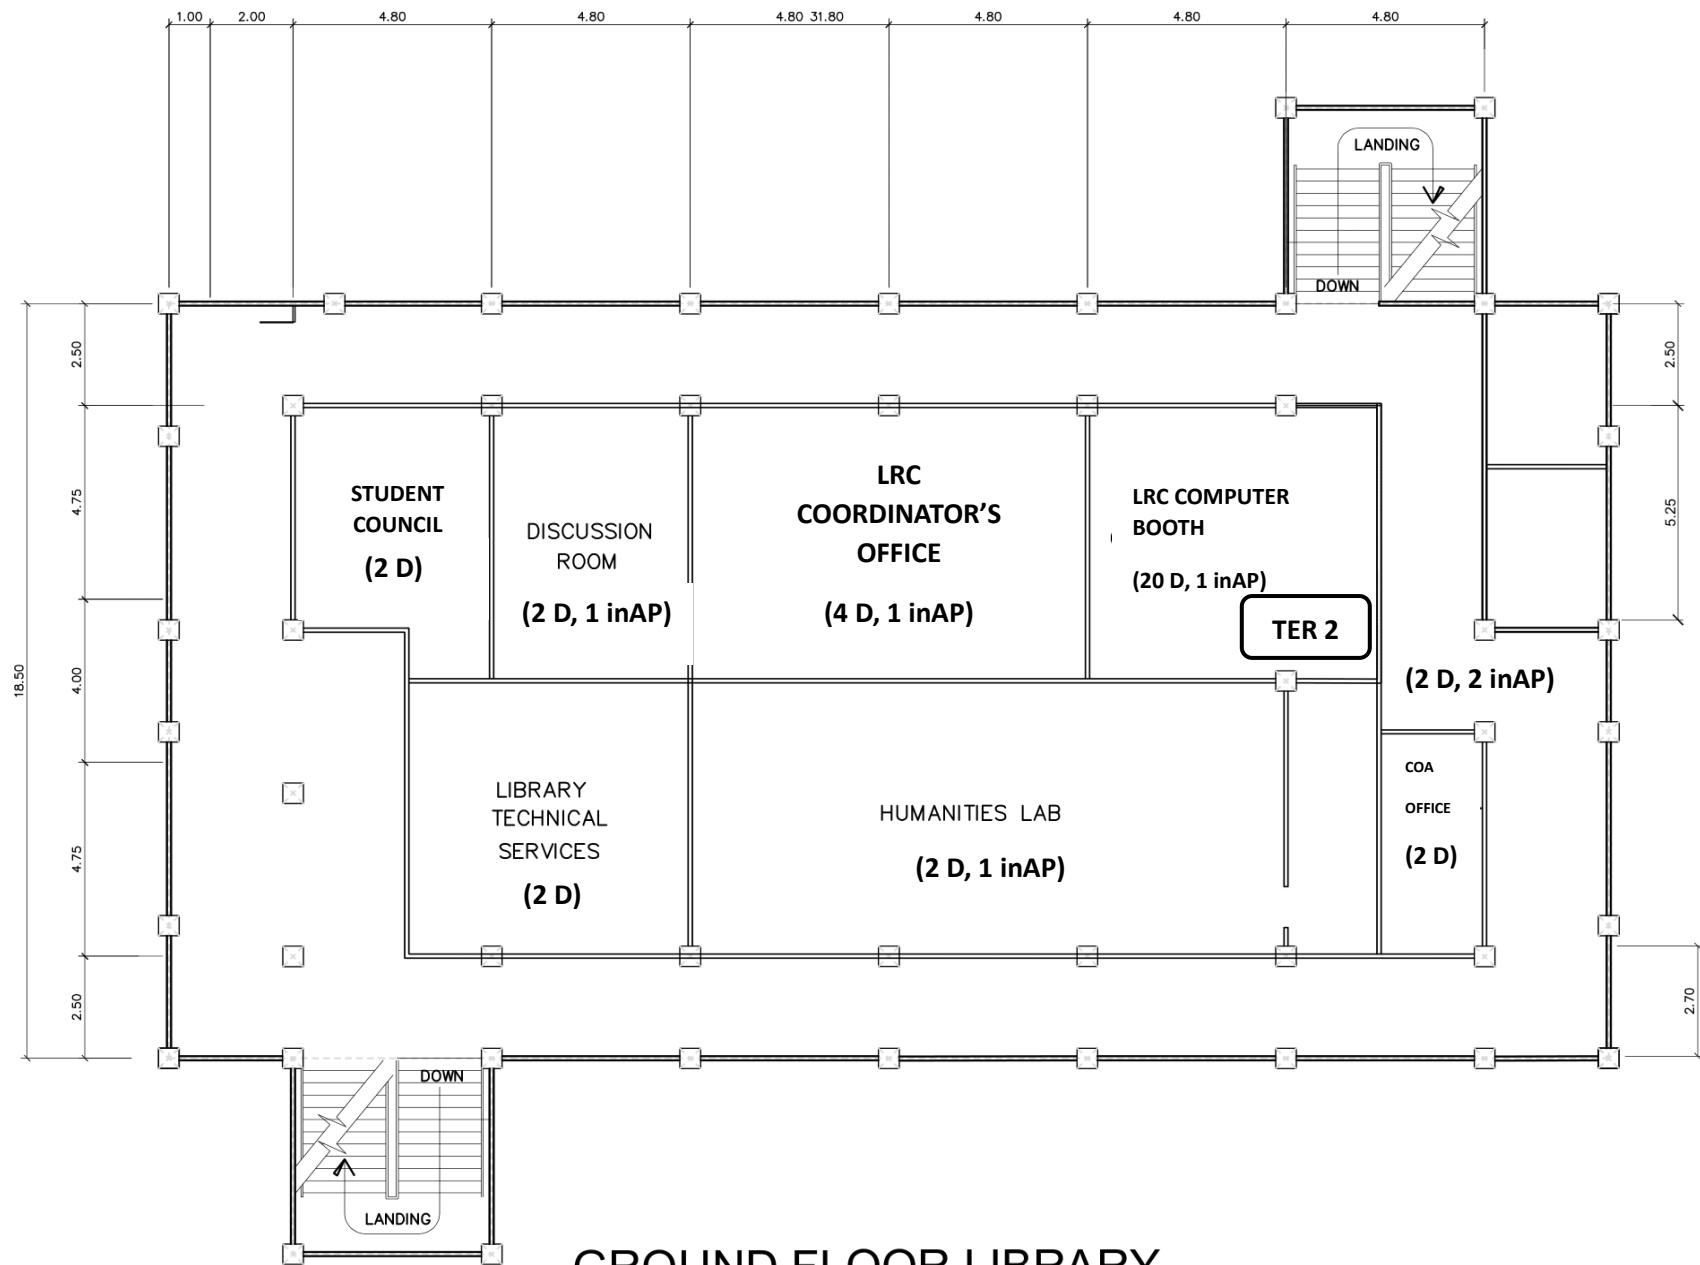 1.00 2.00 4.80 4.80 4.80 31.80 4.80 4.80 4.80
LANDING
DOWN
18.50
2.50
4.75
4.00
4.75
2.50
2.50
5.25
2.70
STUDENT
COUNCIL
(2 D)
DISCUSSION
ROOM
(2 D, 1 inAP)
LRC
COORDINATOR’S
OFFICE
(4 D, 1 inAP)
LRC COMPUTER
BOOTH
(20 D, 1 inAP)
TER 2
(2 D, 2 inAP)
LIBRARY
TECHNICAL
SERVICES
(2 D)
HUMANITIES LAB
(2 D, 1 inAP)
COA
OFFICE
(2 D)
DOWN
LANDING
GROUND FLOOR LIBRARY